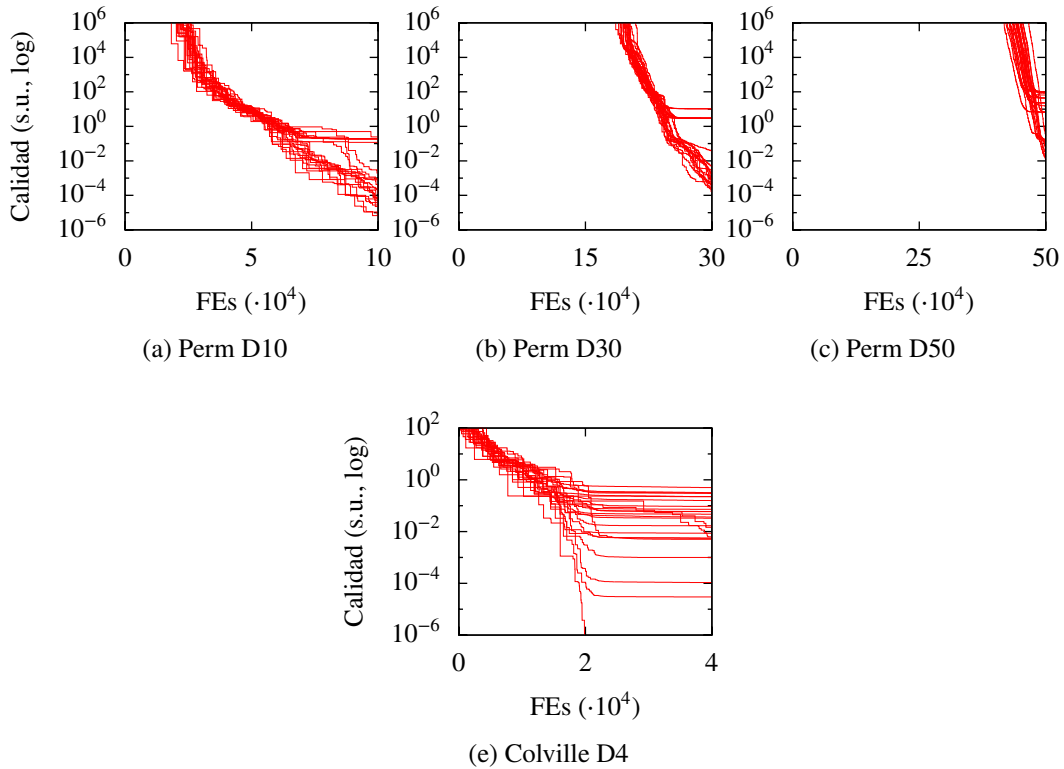 10^6
10^4
10^2
10^0
10^-2
10^-4
10^-6
Calidad (s.u., log)
0 5 10
FEs (·10^4)
(a) Perm D10
10^6
10^4
10^2
10^0
10^-2
10^-4
10^-6
0 15 30
FEs (·10^4)
(b) Perm D30
10^6
10^4
10^2
10^0
10^-2
10^-4
10^-6
0 25 50
FEs (·10^4)
(c) Perm D50
10^2
10^0
10^-2
10^-4
10^-6
Calidad (s.u., log)
0 2 4
FEs (·10^4)
(e) Colville D4